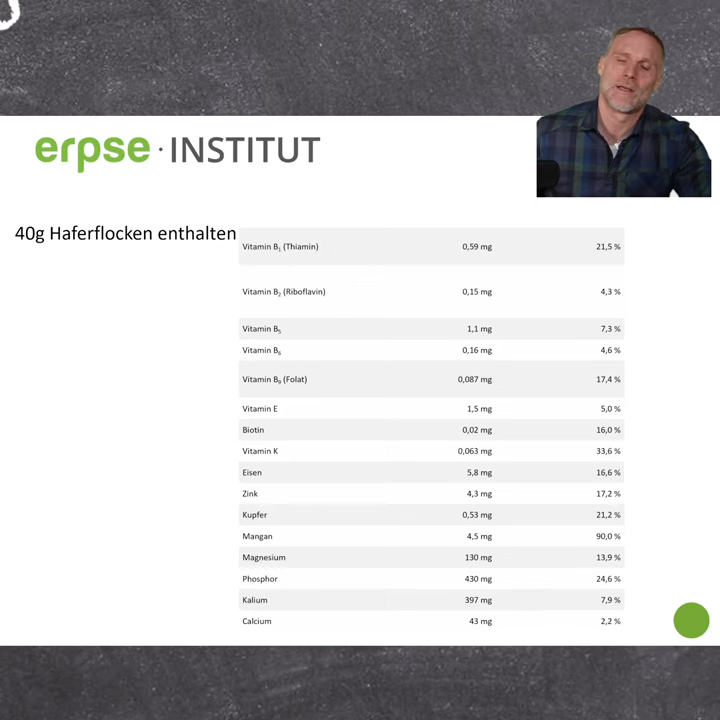 erpse · INSTITUT
40g Haferflocken enthalten
Vitamin B₁ (Thiamin) 0,59 mg 21,5 %
Vitamin B₂ (Riboflavin) 0,15 mg 4,3 %
Vitamin B₅ 1,1 mg 7,3 %
Vitamin B₆ 0,16 mg 4,6 %
Vitamin B₉ (Folat) 0,087 mg 17,4 %
Vitamin E 1,5 mg 5,0 %
Biotin 0,02 mg 16,0 %
Vitamin K 0,063 mg 33,6 %
Eisen 5,8 mg 16,6 %
Zink 4,3 mg 17,2 %
Kupfer 0,53 mg 21,2 %
Mangan 4,5 mg 90,0 %
Magnesium 130 mg 13,9 %
Phosphor 430 mg 24,6 %
Kalium 397 mg 7,9 %
Calcium 43 mg 2,2 %